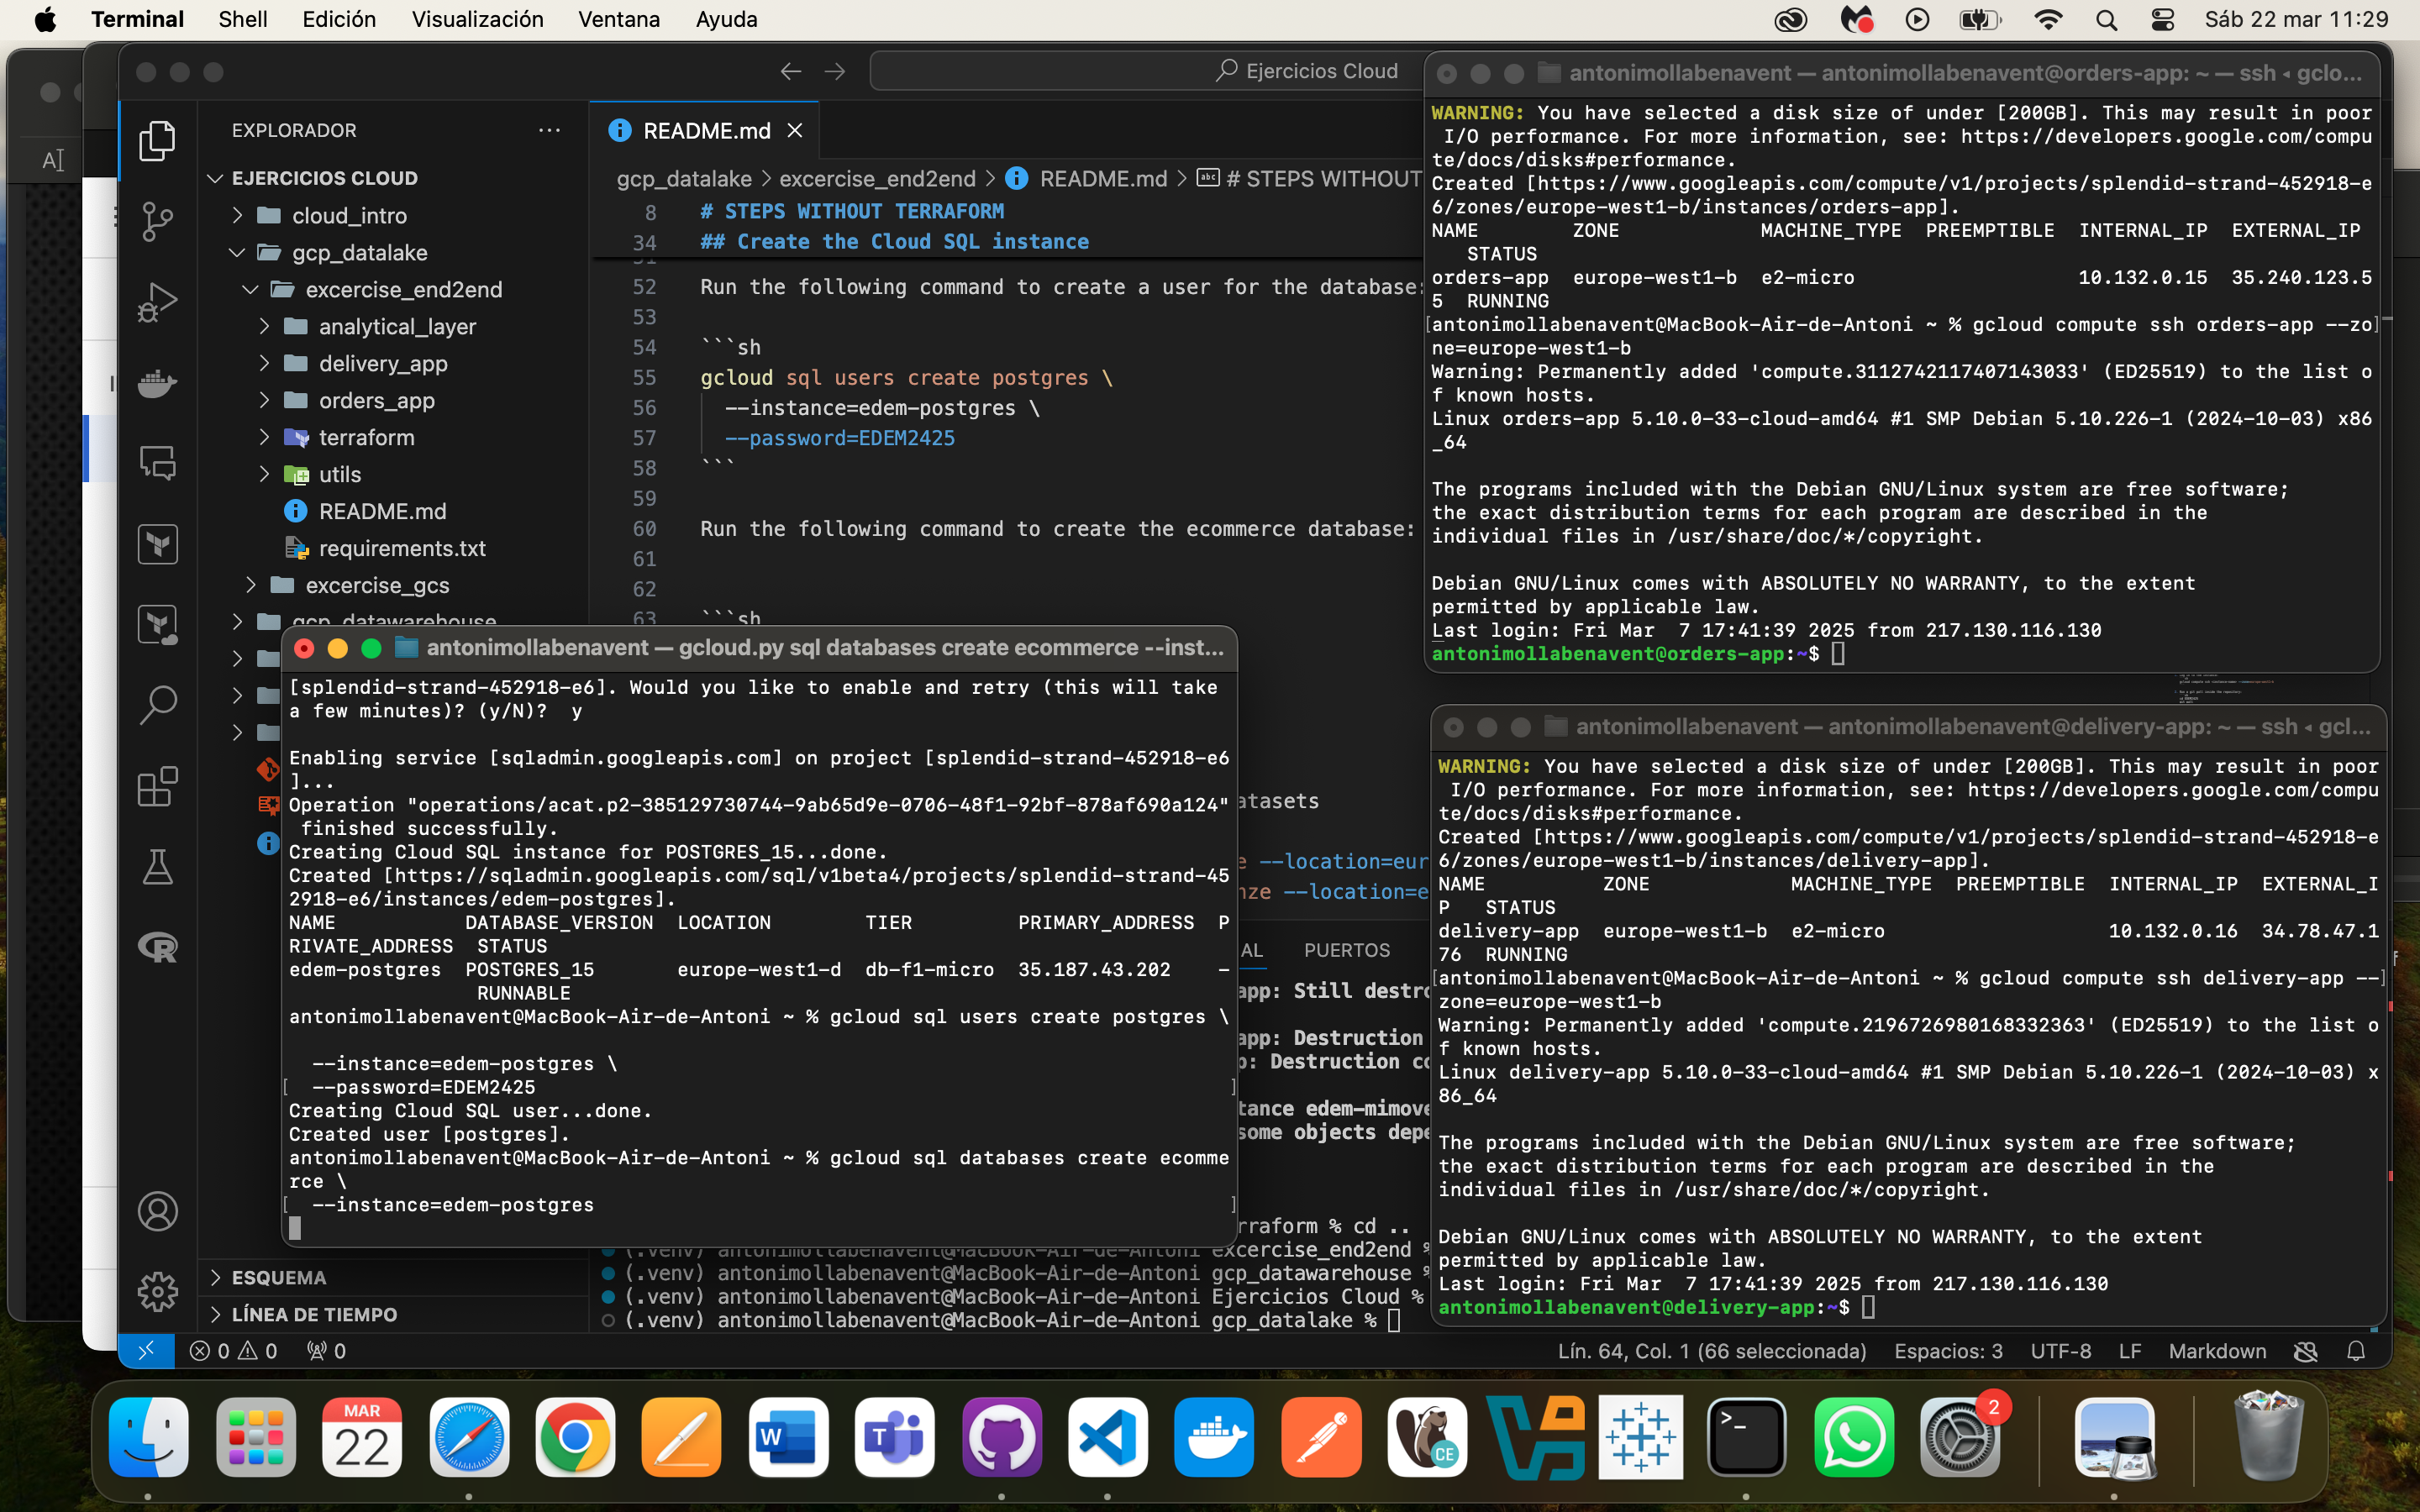 Terminal Shell Edición Visualización Ventana Ayuda
Sáb 22 mar 11:29
Ejercicios Cloud
EXPLORADOR
EJERCICIOS CLOUD
cloud_intro
gcp_datalake
excercise_end2end
analytical_layer
delivery_app
orders_app
terraform
utils
README.md
requirements.txt
excercise_gcs
gcp_datawarehouse
ESQUEMA
LÍNEA DE TIEMPO
README.md
gcp_datalake > excercise_end2end > README.md > # STEPS WITHOUT
8 # STEPS WITHOUT TERRAFORM
34 ## Create the Cloud SQL instance
51
52 Run the following command to create a user for the database:
53
54 ```sh
55 gcloud sql users create postgres \
56 --instance=edem-postgres \
57 --password=EDEM2425
58 ```
59
60 Run the following command to create the ecommerce database:
61
62
63 ```sh
atasets
e --location=eur
nze --location=e
AL PUERTOS
app: Still destro
app: Destruction
p: Destruction co
tance edem-mimove
some objects depe
rraform % cd ..
(.venv) antonimollabenavent@MacBook-Air-de-Antoni excercise_end2end %
(.venv) antonimollabenavent@MacBook-Air-de-Antoni gcp_datawarehouse %
(.venv) antonimollabenavent@MacBook-Air-de-Antoni Ejercicios Cloud %
(.venv) antonimollabenavent@MacBook-Air-de-Antoni gcp_datalake %
0 0 0
Lín. 64, Col. 1 (66 seleccionada) Espacios: 3 UTF-8 LF Markdown
antonimollabenavent — gcloud.py sql databases create ecommerce --inst...
[splendid-strand-452918-e6]. Would you like to enable and retry (this will take
a few minutes)? (y/N)?  y
Enabling service [sqladmin.googleapis.com] on project [splendid-strand-452918-e6
]...
Operation "operations/acat.p2-385129730744-9ab65d9e-0706-48f1-92bf-878af690a124"
finished successfully.
Creating Cloud SQL instance for POSTGRES_15...done.
Created [https://sqladmin.googleapis.com/sql/v1beta4/projects/splendid-strand-45
2918-e6/instances/edem-postgres].
NAME DATABASE_VERSION LOCATION TIER PRIMARY_ADDRESS P
RIVATE_ADDRESS STATUS
edem-postgres POSTGRES_15 europe-west1-d db-f1-micro 35.187.43.202 -
RUNNABLE
antonimollabenavent@MacBook-Air-de-Antoni ~ % gcloud sql users create postgres \
--instance=edem-postgres \
[ --password=EDEM2425 ]
Creating Cloud SQL user...done.
Created user [postgres].
antonimollabenavent@MacBook-Air-de-Antoni ~ % gcloud sql databases create ecomme
rce \
[ --instance=edem-postgres ]
antonimollabenavent — antonimollabenavent@orders-app: ~ — ssh ◂ gclo...
WARNING: You have selected a disk size of under [200GB]. This may result in poor
I/O performance. For more information, see: https://developers.google.com/compu
te/docs/disks#performance.
Created [https://www.googleapis.com/compute/v1/projects/splendid-strand-452918-e
6/zones/europe-west1-b/instances/orders-app].
NAME ZONE MACHINE_TYPE PREEMPTIBLE INTERNAL_IP EXTERNAL_IP
STATUS
orders-app europe-west1-b e2-micro 10.132.0.15 35.240.123.5
5 RUNNING
[antonimollabenavent@MacBook-Air-de-Antoni ~ % gcloud compute ssh orders-app --zo]
ne=europe-west1-b
Warning: Permanently added 'compute.3112742117407143033' (ED25519) to the list o
f known hosts.
Linux orders-app 5.10.0-33-cloud-amd64 #1 SMP Debian 5.10.226-1 (2024-10-03) x86
_64
The programs included with the Debian GNU/Linux system are free software;
the exact distribution terms for each program are described in the
individual files in /usr/share/doc/*/copyright.
Debian GNU/Linux comes with ABSOLUTELY NO WARRANTY, to the extent
permitted by applicable law.
Last login: Fri Mar  7 17:41:39 2025 from 217.130.116.130
antonimollabenavent@orders-app:~$
antonimollabenavent — antonimollabenavent@delivery-app: ~ — ssh ◂ gcl...
WARNING: You have selected a disk size of under [200GB]. This may result in poor
I/O performance. For more information, see: https://developers.google.com/compu
te/docs/disks#performance.
Created [https://www.googleapis.com/compute/v1/projects/splendid-strand-452918-e
6/zones/europe-west1-b/instances/delivery-app].
NAME ZONE MACHINE_TYPE PREEMPTIBLE INTERNAL_IP EXTERNAL_I
P STATUS
delivery-app europe-west1-b e2-micro 10.132.0.16 34.78.47.1
76 RUNNING
[antonimollabenavent@MacBook-Air-de-Antoni ~ % gcloud compute ssh delivery-app --]
zone=europe-west1-b
Warning: Permanently added 'compute.2196726980168332363' (ED25519) to the list o
f known hosts.
Linux delivery-app 5.10.0-33-cloud-amd64 #1 SMP Debian 5.10.226-1 (2024-10-03) x
86_64
The programs included with the Debian GNU/Linux system are free software;
the exact distribution terms for each program are described in the
individual files in /usr/share/doc/*/copyright.
Debian GNU/Linux comes with ABSOLUTELY NO WARRANTY, to the extent
permitted by applicable law.
Last login: Fri Mar  7 17:41:39 2025 from 217.130.116.130
antonimollabenavent@delivery-app:~$
MAR
22
W
T
CE
>_
2